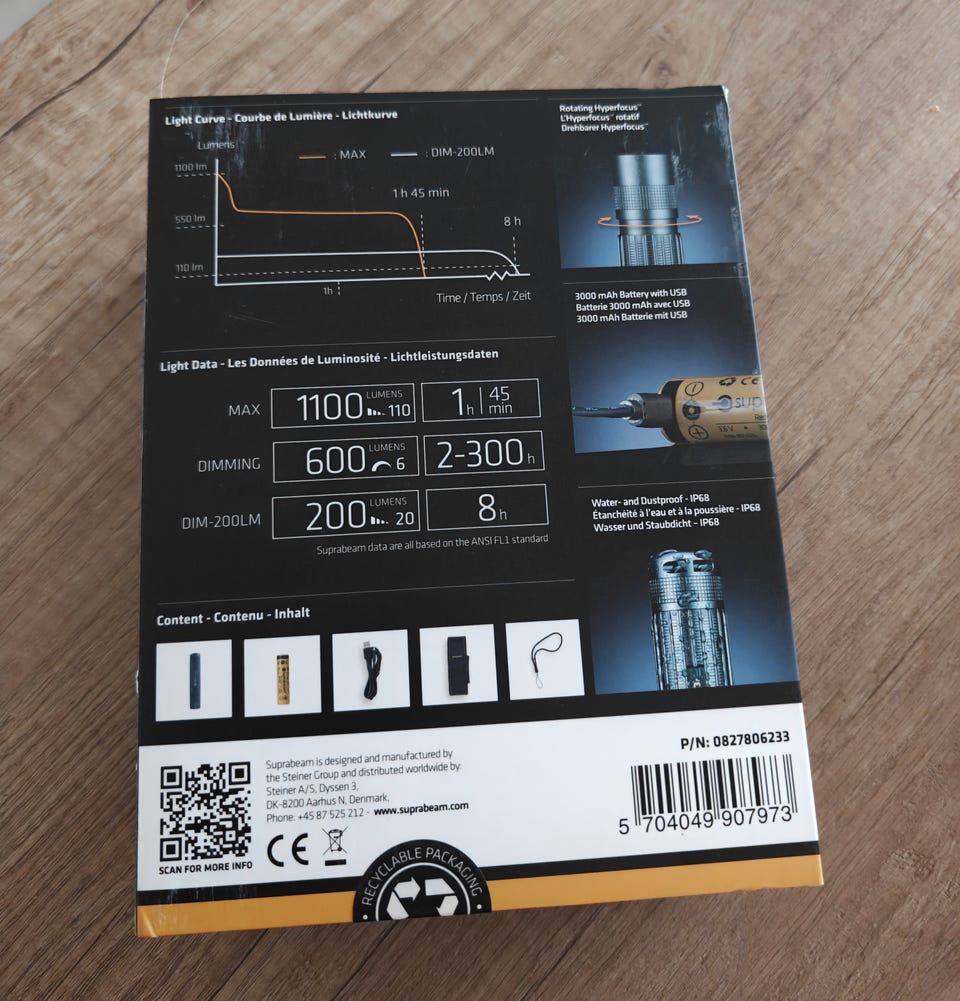 Light Curve - Courbe de Lumière - Lichtkurve
Lumens
: MAX
: DIM-200LM
1100 lm
1 h 45 min
550 lm
8 h
110 lm
1h
Time / Temps / Zeit
Rotating Hyperfocus™
L'Hyperfocus™ rotatif
Drehbarer Hyperfocus™
3000 mAh Battery with USB
Batterie 3000 mAh avec USB
3000 mAh Batterie mit USB
Light Data - Les Données de Luminosité - Lichtleistungsdaten
MAX 1100 LUMENS 110 1h 45 min
DIMMING 600 LUMENS 6 2-300h
DIM-200LM 200 LUMENS 20 8h
Suprabeam data are all based on the ANSI FL1 standard
Water- and Dustproof - IP68
Étanchéité à l'eau et à la poussière - IP68
Wasser und Staubdicht - IP68
Content - Contenu - Inhalt
P/N: 0827806233
Suprabeam is designed and manufactured by
the Steiner Group and distributed worldwide by:
Steiner A/S, Dyssen 3,
DK-8200 Aarhus N, Denmark,
Phone: +45 87 525 212 - www.suprabeam.com
CE
SCAN FOR MORE INFO
5 704049 907973
RECYCLABLE PACKAGING